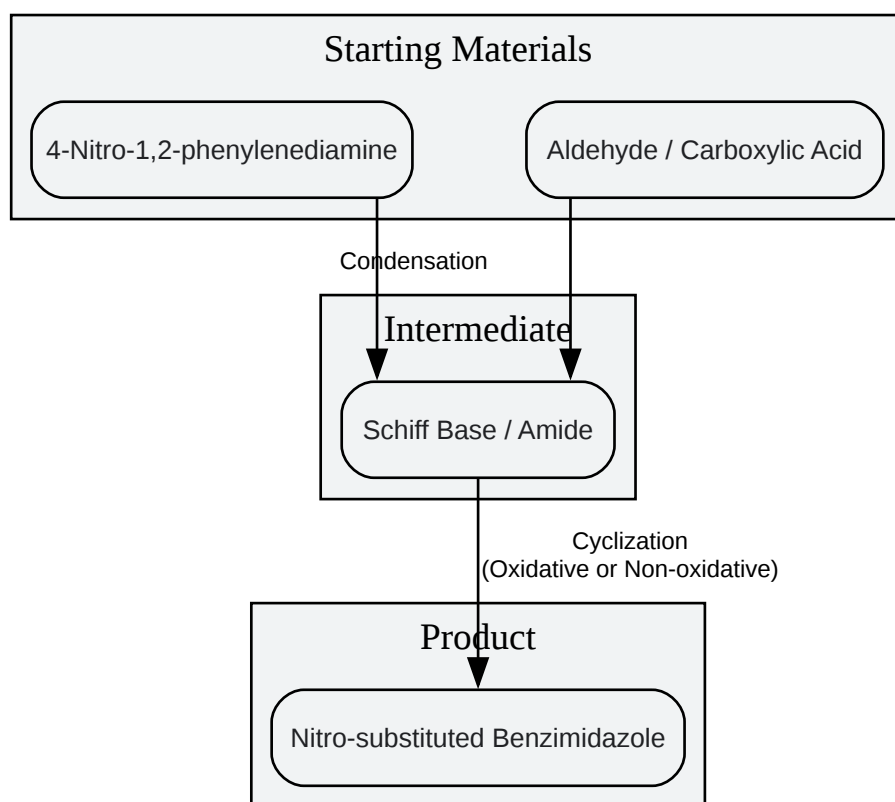 Starting Materials
4-Nitro-1,2-phenylenediamine
Aldehyde / Carboxylic Acid
Condensation
Intermediate
Schiff Base / Amide
Cyclization
(Oxidative or Non-oxidative)
Product
Nitro-substituted Benzimidazole